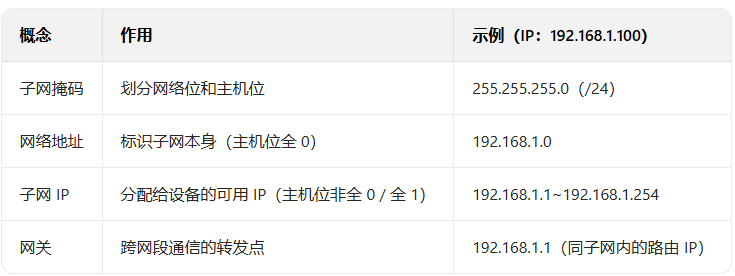 概念 作用 示例（IP：192.168.1.100）
子网掩码 划分网络位和主机位 255.255.255.0（/24）
网络地址 标识子网本身（主机位全 0） 192.168.1.0
子网 IP 分配给设备的可用 IP（主机位非全 0 / 全 1） 192.168.1.1~192.168.1.254
网关 跨网段通信的转发点 192.168.1.1（同子网内的路由 IP）